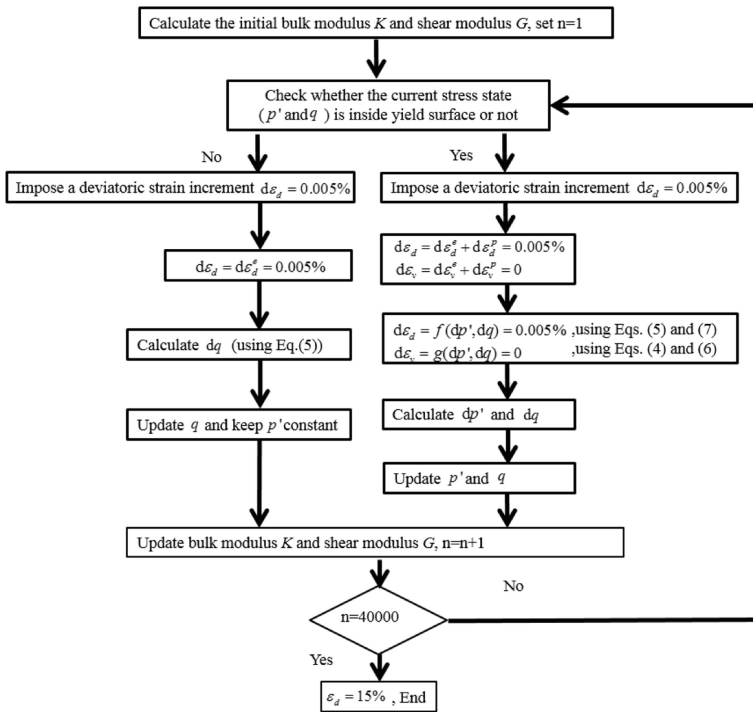 Calculate the initial bulk modulus K and shear modulus G, set n=1
Check whether the current stress state
(p' and q ) is inside yield surface or not
No
Yes
Impose a deviatoric strain increment dε_d = 0.005%
Impose a deviatoric strain increment dε_d = 0.005%
dε_d = dε_d^e = 0.005%
dε_d = dε_d^e + dε_d^p = 0.005%
dε_v = dε_v^e + dε_v^p = 0
Calculate dq (using Eq.(5))
dε_d = f(dp', dq) = 0.005% ,using Eqs. (5) and (7)
dε_v = g(dp', dq) = 0 ,using Eqs. (4) and (6)
Update q and keep p' constant
Calculate dp' and dq
Update p' and q
Update bulk modulus K and shear modulus G, n=n+1
No
n=40000
Yes
ε_d = 15% , End